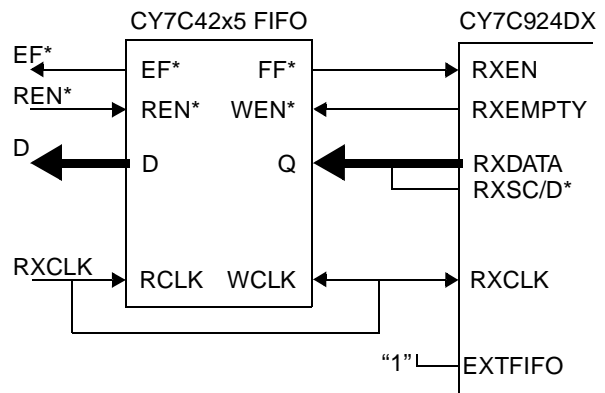 CY7C42x5 FIFO CY7C924DX
EF* EF* FF* RXEN
REN* REN* WEN* RXEMPTY
D D Q RXDATA
RXSC/D*
RXCLK RCLK WCLK RXCLK
“1” EXTFIFO